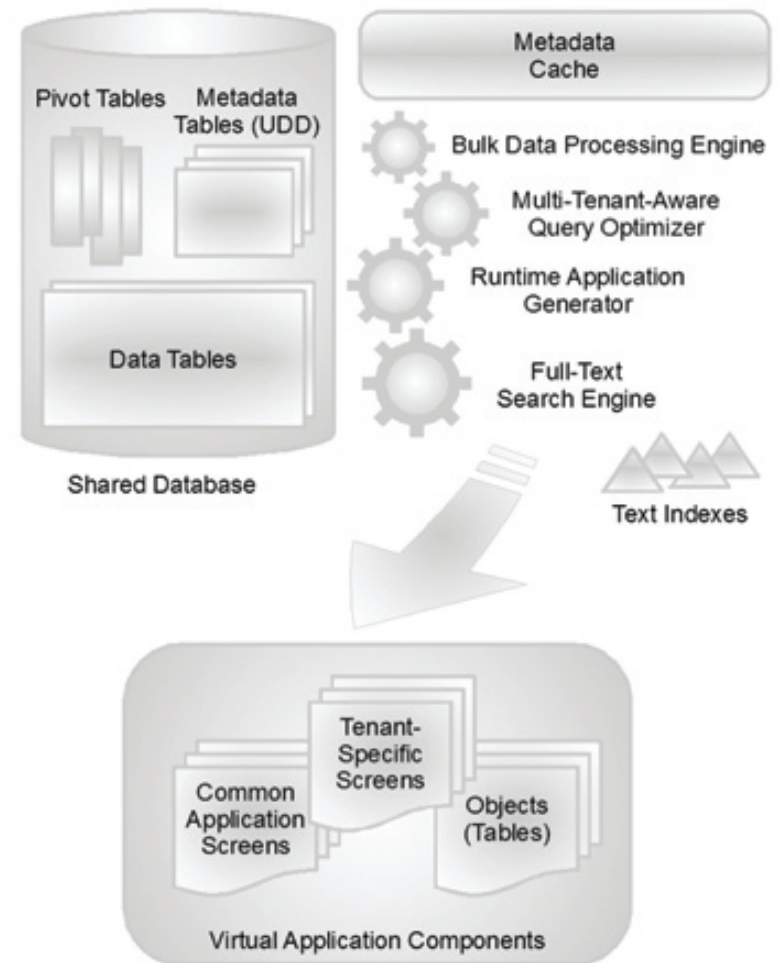 Pivot Tables
Metadata
Tables (UDD)
Data Tables
Shared Database
Metadata
Cache
Bulk Data Processing Engine
Multi-Tenant-Aware
Query Optimizer
Runtime Application
Generator
Full-Text
Search Engine
Text Indexes
Common
Application
Screens
Tenant-
Specific
Screens
Objects
(Tables)
Virtual Application Components